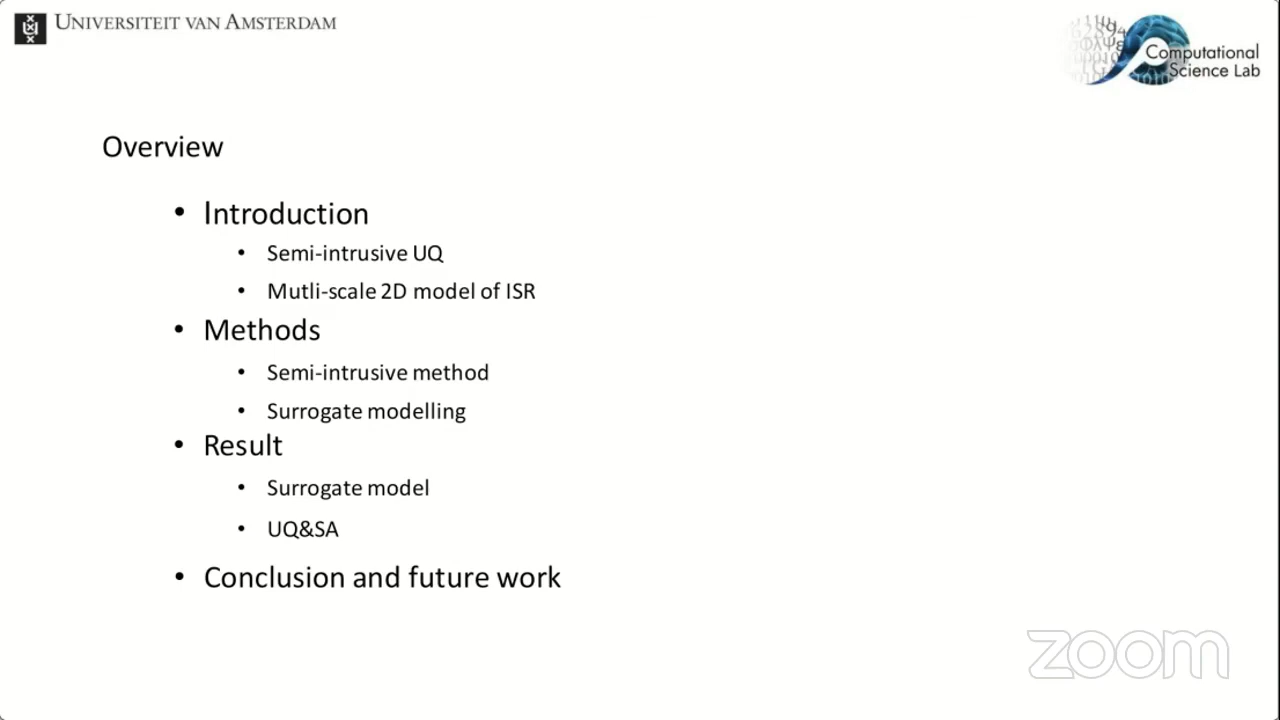 UNIVERSITEIT VAN AMSTERDAM
Computational
Science Lab
Overview
• Introduction
• Semi-intrusive UQ
• Mutli-scale 2D model of ISR
• Methods
• Semi-intrusive method
• Surrogate modelling
• Result
• Surrogate model
• UQ&SA
• Conclusion and future work
zoom